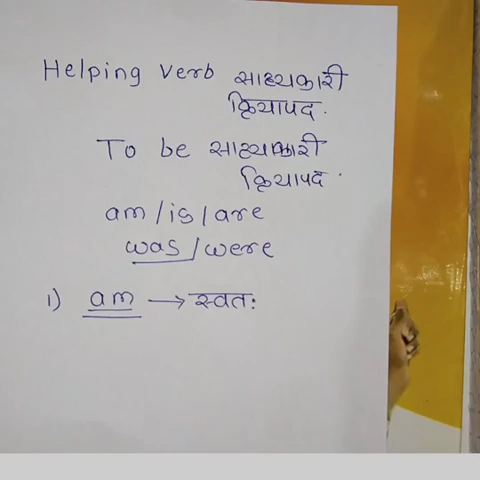 Helping verb साह्यकारी
क्रियापद.
To be साह्यकारी
क्रियापद.
am/is/are
was/were
1) am → स्वतः